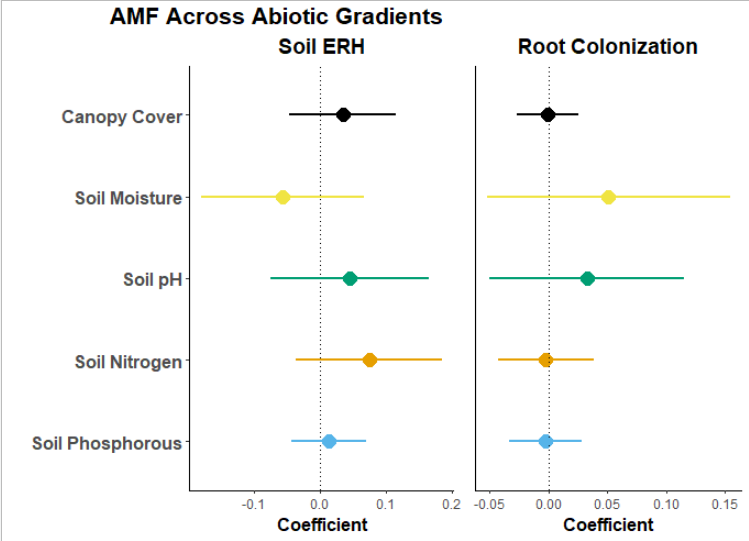 AMF Across Abiotic Gradients
Soil ERH
Root Colonization
Canopy Cover
Soil Moisture
Soil pH
Soil Nitrogen
Soil Phosphorous
-0.1 0.0 0.1 0.2
-0.05 0.00 0.05 0.10 0.15
Coefficient
Coefficient